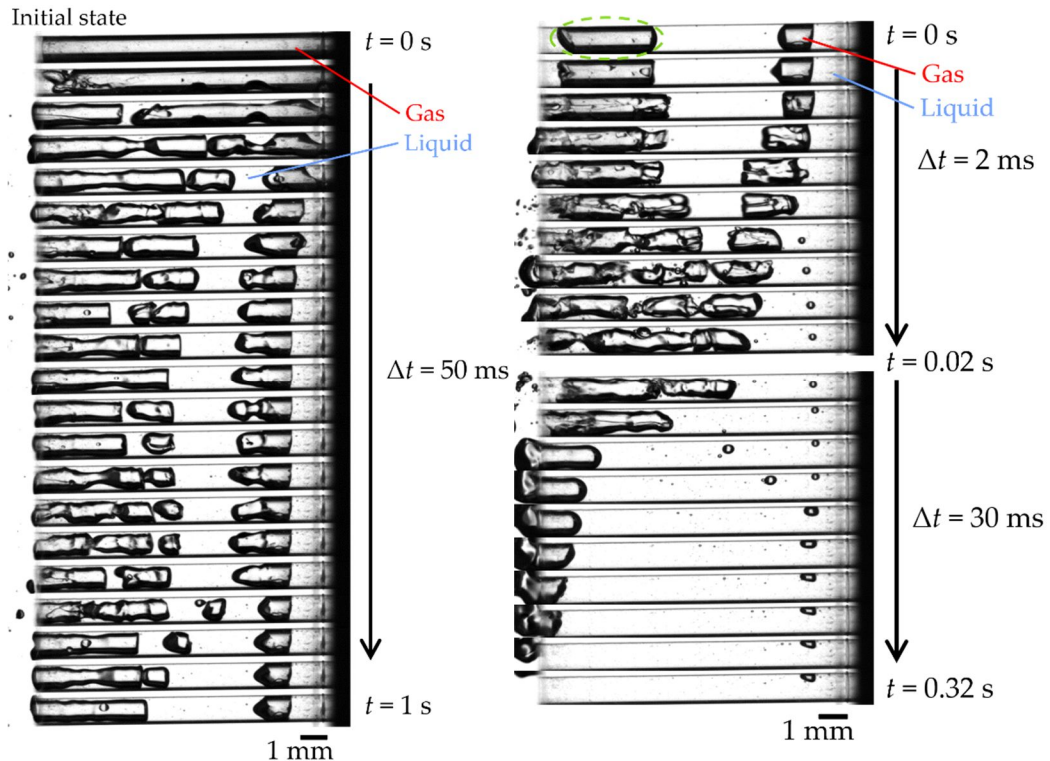 Initial state
t = 0 s
Gas
Liquid
Δt = 50 ms
t = 1 s
1 mm
t = 0 s
Gas
Liquid
Δt = 2 ms
t = 0.02 s
Δt = 30 ms
t = 0.32 s
1 mm